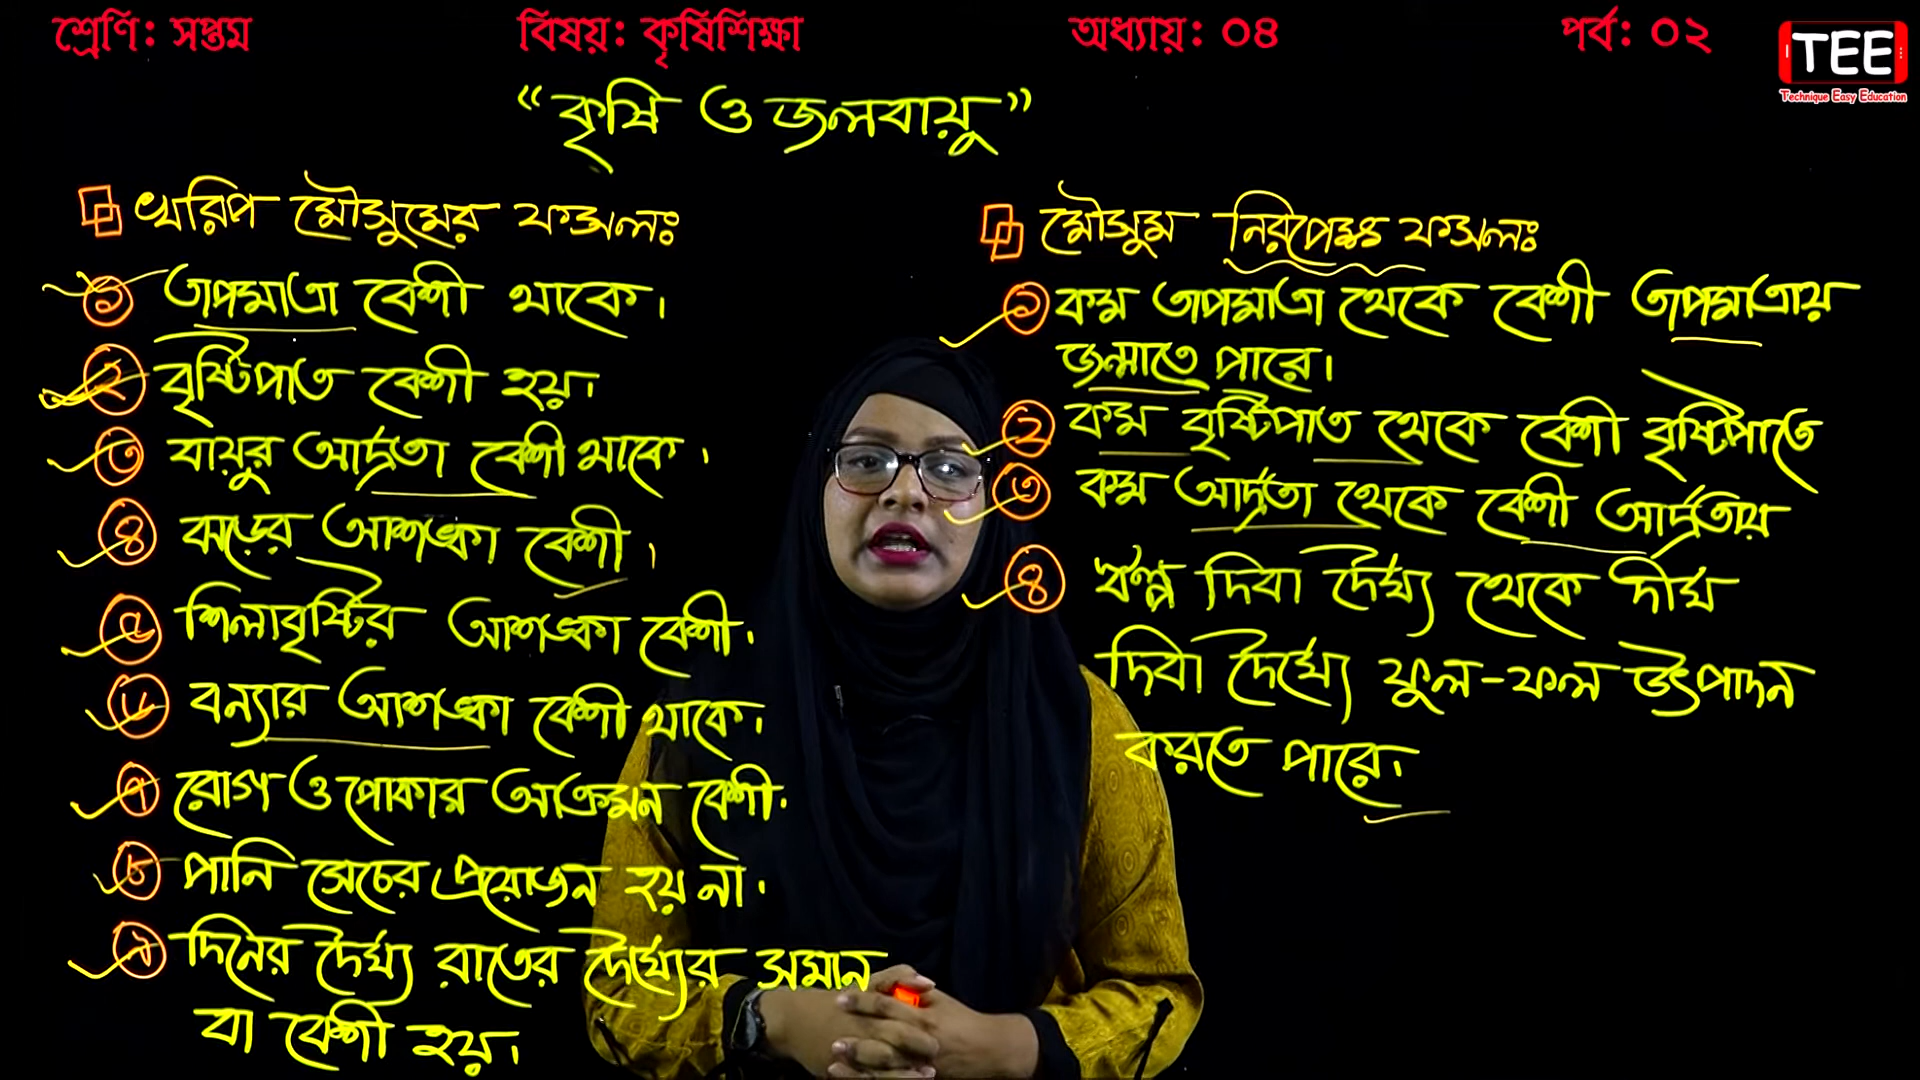 শ্রেণি: সপ্তম
বিষয়: কৃষিশিক্ষা
অধ্যায়: ০৪
পর্ব: ০২
TEE
Technique Easy Education
“কৃষি ও জলবায়ু”
খরিপ মৌসুমের ফসলঃ
১ তাপমাত্রা বেশী থাকে।
২ বৃষ্টিপাত বেশী হয়।
৩ বায়ুর আর্দ্রতা বেশী থাকে।
৪ ঝড়ের আশঙ্কা বেশী।
৫ শিলাবৃষ্টির আশঙ্কা বেশী।
৬ বন্যার আশঙ্কা বেশী থাকে।
৭ রোগ ও পোকার আক্রমন বেশী।
৮ পানি সেচের প্রয়োজন হয় না।
৯ দিনের দৈর্ঘ্য রাতের দৈর্ঘ্যের সমান
বা বেশী হয়।
মৌসুম নিরপেক্ষ ফসলঃ
১ কম তাপমাত্রা থেকে বেশী তাপমাত্রায়
জন্মাতে পারে।
২ কম বৃষ্টিপাত থেকে বেশী বৃষ্টিপাতে
৩ কম আর্দ্রতা থেকে বেশী আর্দ্রতায়
৪ স্বল্প দিবা দৈর্ঘ্য থেকে দীর্ঘ
দিবা দৈর্ঘ্যে ফুল-ফল উৎপাদন
করতে পারে।